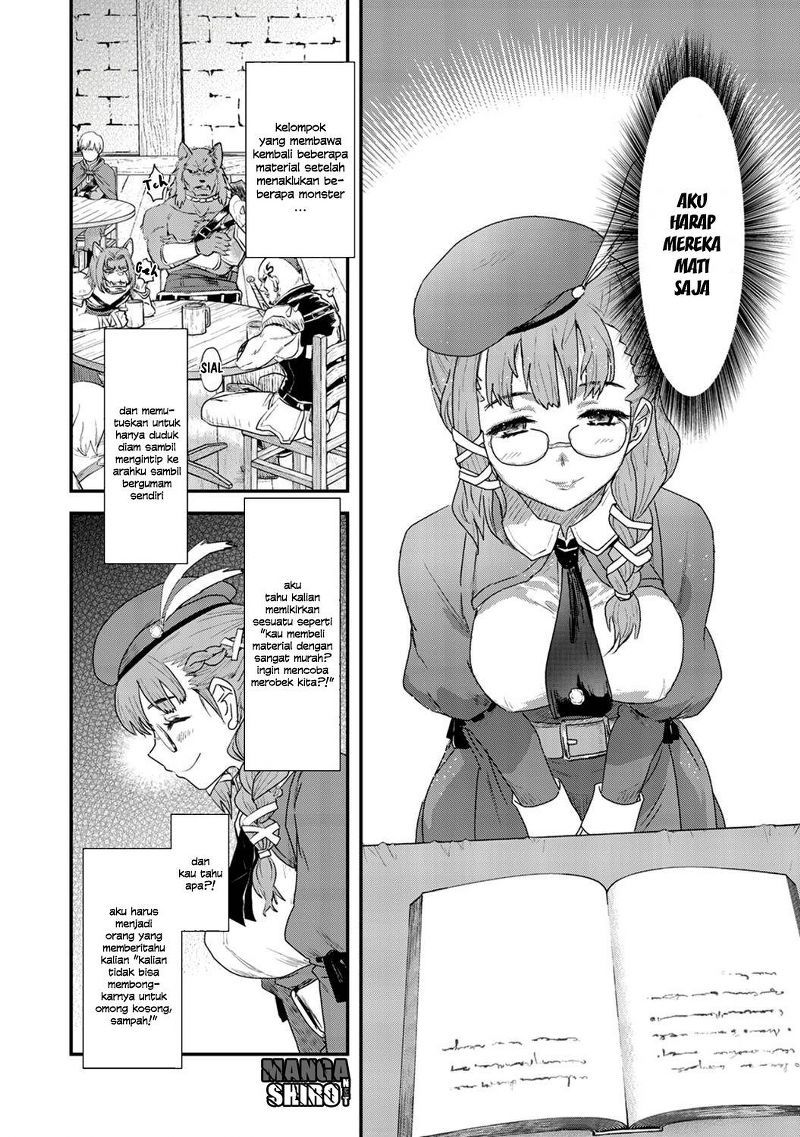 AKU
HARAP
MEREKA
MATI
SAJA
kelompok
yang membawa
kembali beberapa
material setelah
menaklukan be-
berapa monster
...
Tch
Geh
SIAL
dan memu-
tuskan untuk
hanya duduk
diam sambil
mengintip ke
arahku sambil
bergumam
sendiri
aku
tahu kalian
memikirkan
sesuatu seperti
"kau membeli
material dengan
sangat murah?
ingin mencoba
merobek kita?!"
dan
kau tahu
apa?!
aku harus
menjadi
orang yang
memberitahu
kalian "kalian
tidak bisa
membong-
karnya untuk
omong kosong,
sampah!"
MANGA
SHIRO
NET